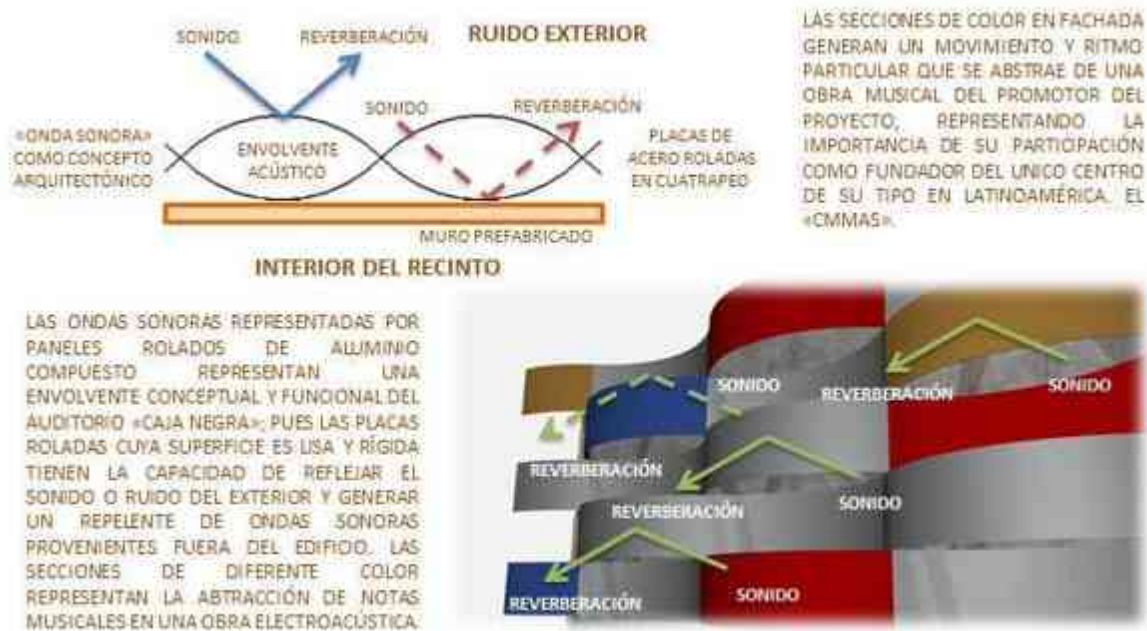 SONIDO
REVERBERACIÓN
RUIDO EXTERIOR
SONIDO
REVERBERACIÓN
«ONDA SONORA»
COMO CONCEPTO
ARQUITECTÓNICO
ENVOLVENTE
ACÚSTICO
PLACAS DE
ACERO ROLADAS
EN CUATRAPEO
MURO PREFABRICADO
INTERIOR DEL RECINTO
LAS SECCIONES DE COLOR EN FACHADA
GENERAN UN MOVIMIENTO Y RITMO
PARTICULAR QUE SE ABSTRAE DE UNA
OBRA MUSICAL DEL PROMOTOR DEL
PROYECTO, REPRESENTANDO LA
IMPORTANCIA DE SU PARTICIPACIÓN
COMO FUNDADOR DEL UNICO CENTRO
DE SU TIPO EN LATINOAMÉRICA. EL
«CMMAS».
LAS ONDAS SONORAS REPRESENTADAS POR
PANELES ROLADOS DE ALUMINIO
COMPUESTO REPRESENTAN UNA
ENVOLVENTE CONCEPTUAL Y FUNCIONAL DEL
AUDITORIO «CAJA NEGRA»; PUES LAS PLACAS
ROLADAS CUYA SUPERFICIE ES LISA Y RÍGIDA
TIENEN LA CAPACIDAD DE REFLEJAR EL
SONIDO O RUIDO DEL EXTERIOR Y GENERAR
UN REPELENTE DE ONDAS SONORAS
PROVENIENTES FUERA DEL EDIFICIO. LAS
SECCIONES DE DIFERENTE COLOR
REPRESENTAN LA ABTRACCIÓN DE NOTAS
MUSICALES EN UNA OBRA ELECTROACÚSTICA
SONIDO
REVERBERACIÓN
SONIDO
REVERBERACIÓN
REVERBERACIÓN
SONIDO
REVERBERACIÓN
SONIDO